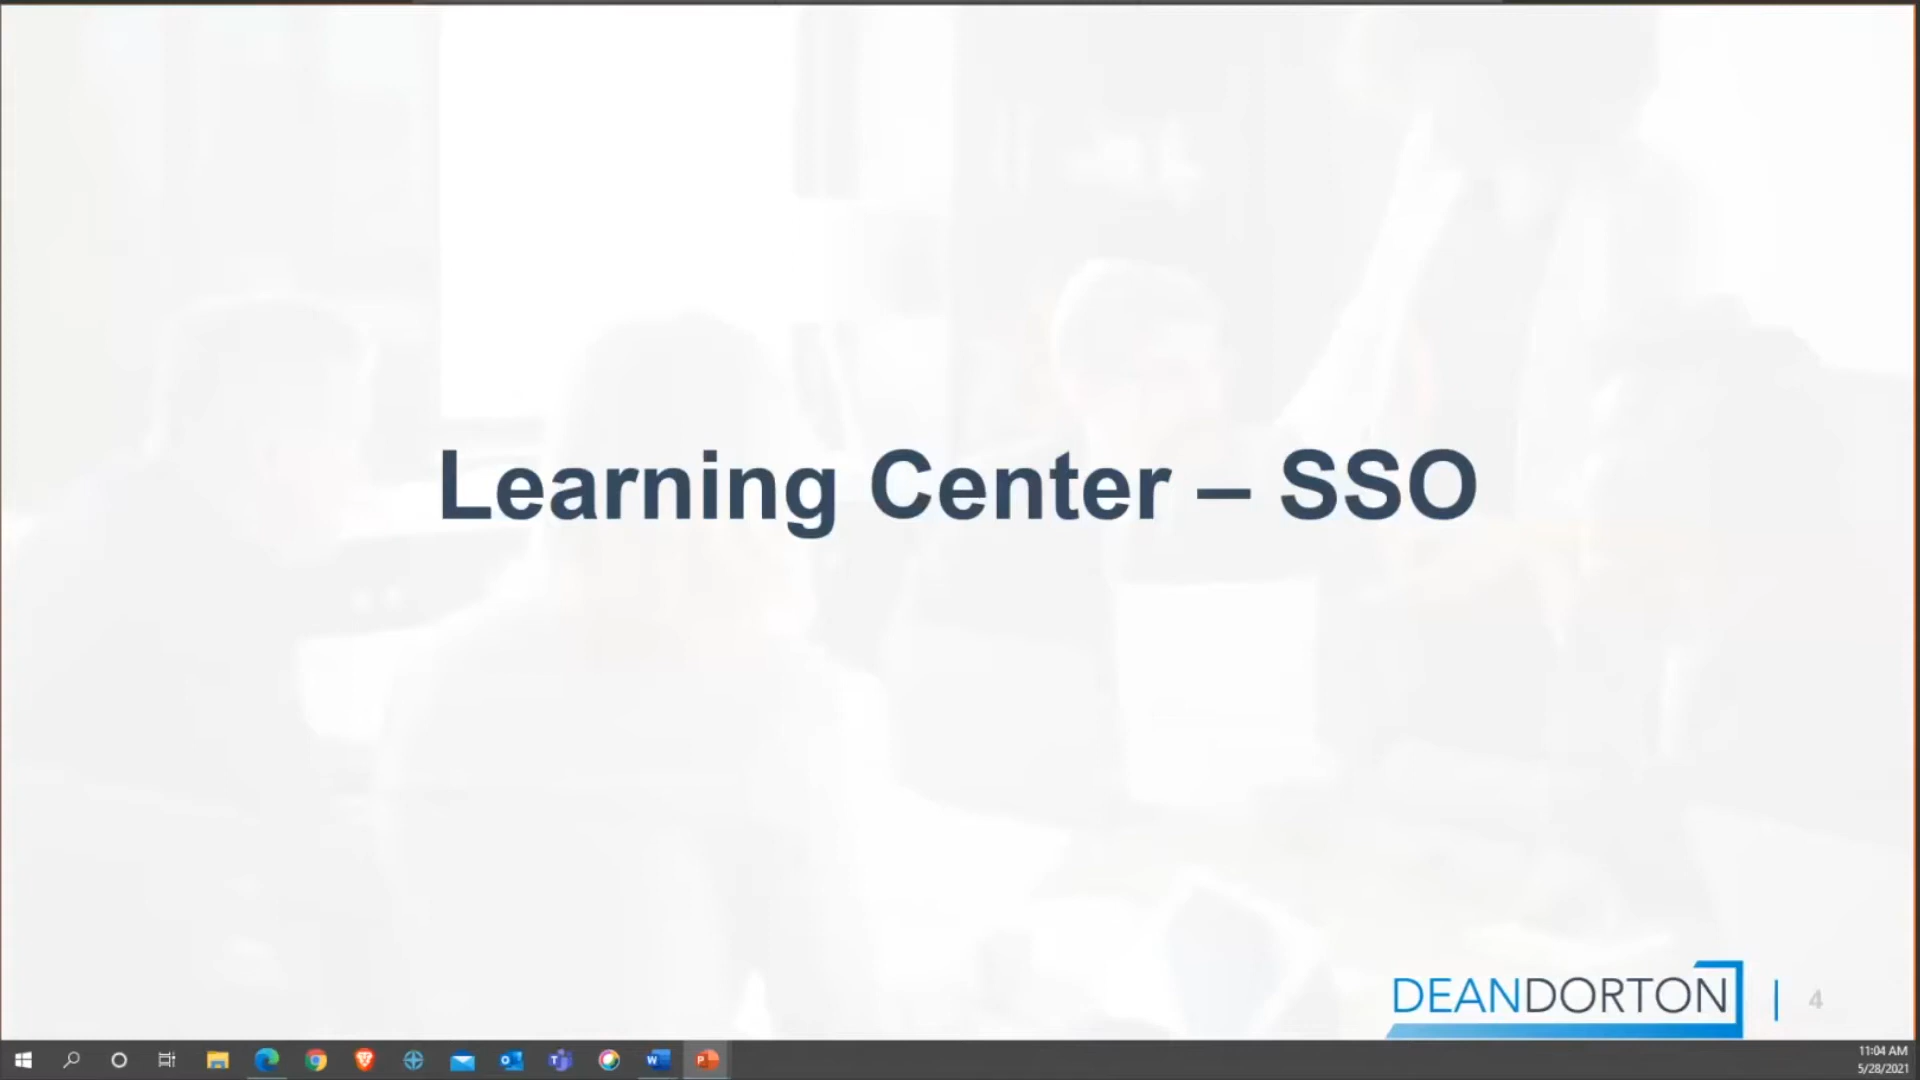 Learning Center – SSO
DEANDORTON
4
11:04 AM
5/28/2021